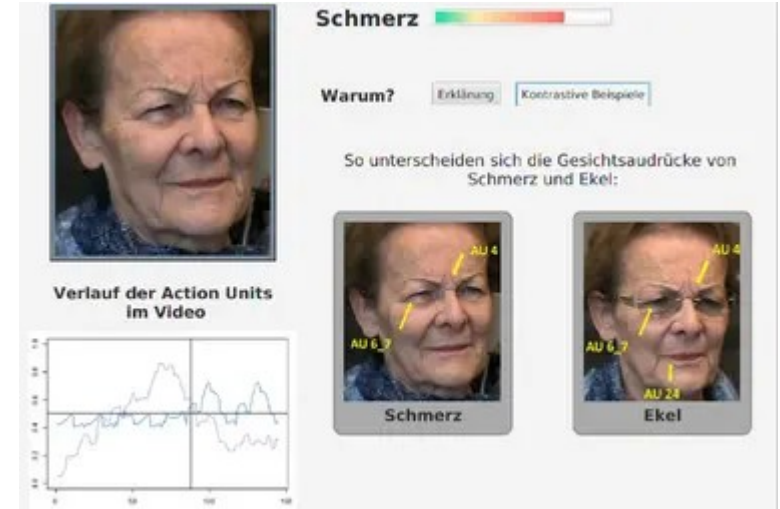 Schmerz
Warum?
Erklärung
Kontrastive Beispiele
So unterscheiden sich die Gesichtsaudrücke von
Schmerz und Ekel:
AU 4
AU 6_7
Schmerz
AU 4
AU 6_7
AU 24
Ekel
Verlauf der Action Units
im Video